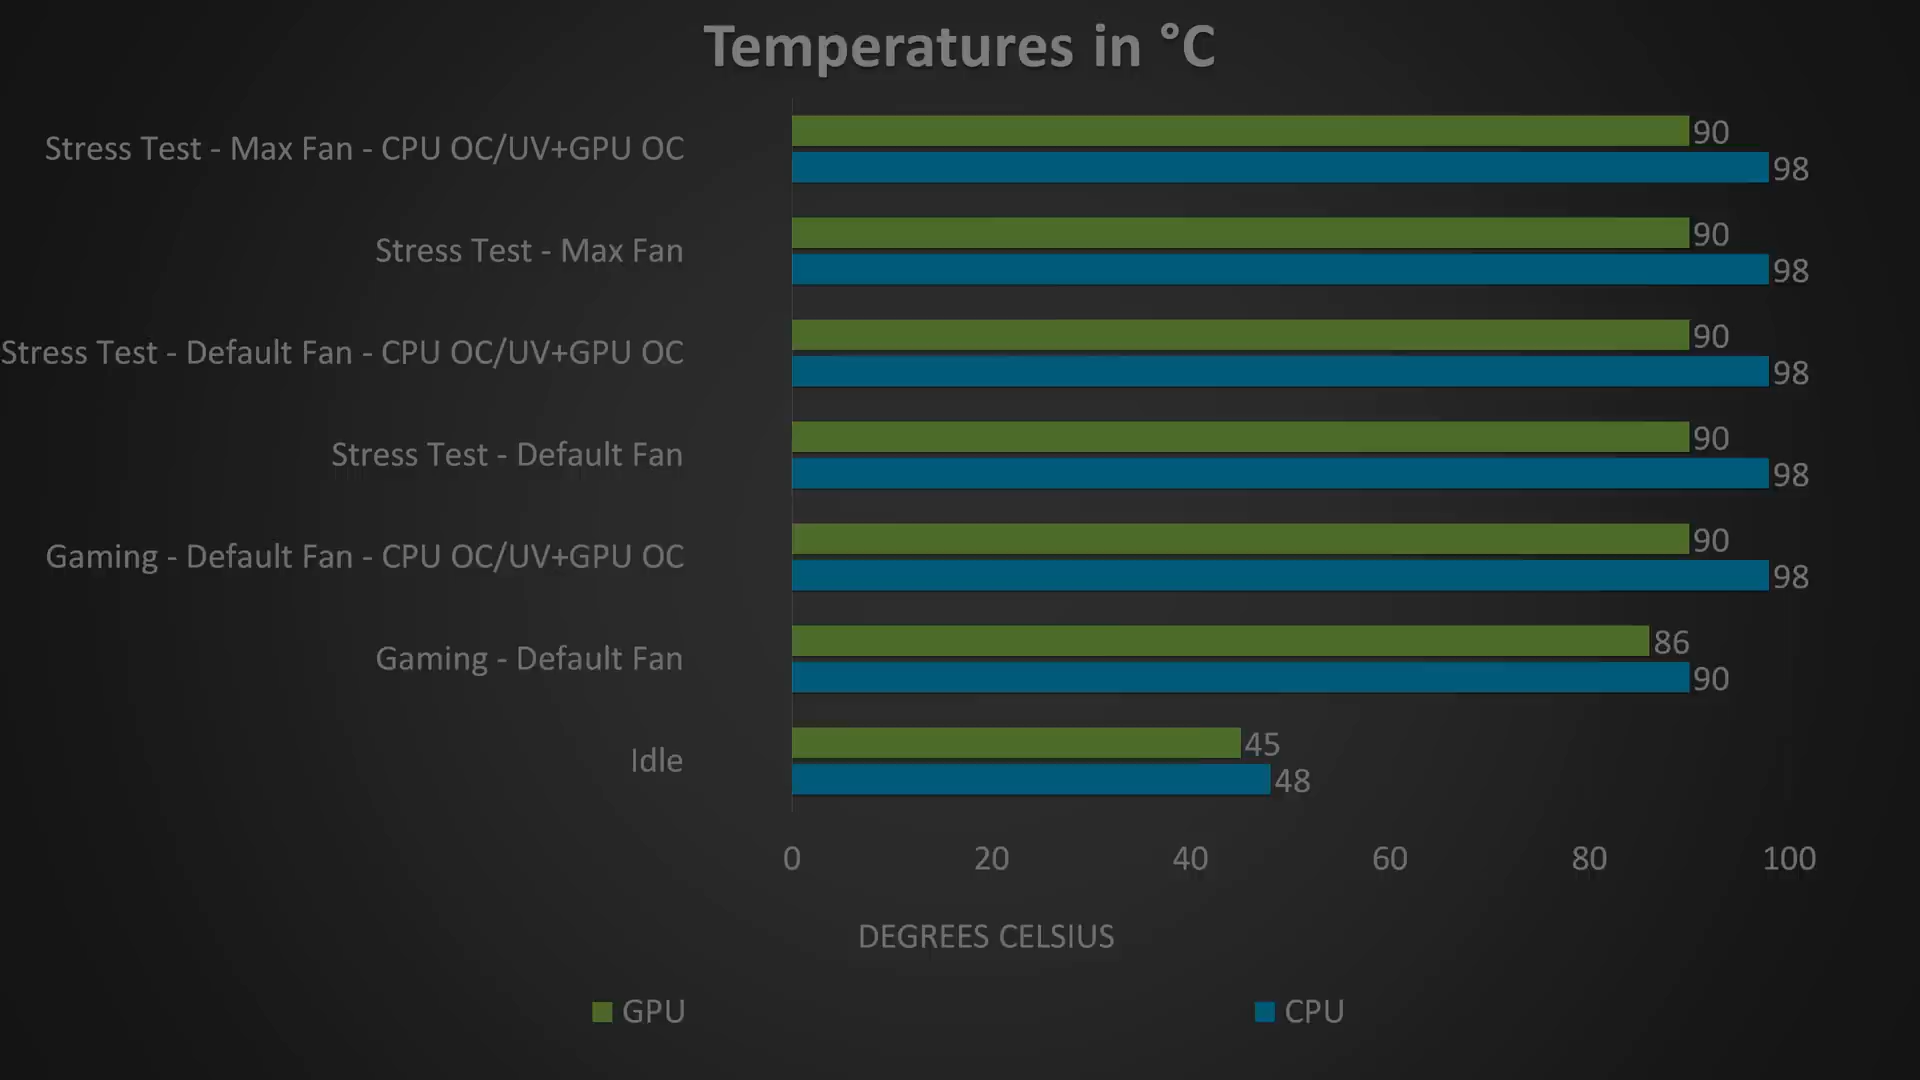 Temperatures in °C
Stress Test - Max Fan - CPU OC/UV+GPU OC
90
98
Stress Test - Max Fan
90
98
Stress Test - Default Fan - CPU OC/UV+GPU OC
90
98
Stress Test - Default Fan
90
98
Gaming - Default Fan - CPU OC/UV+GPU OC
90
98
Gaming - Default Fan
86
90
Idle
45
48
0 20 40 60 80 100
DEGREES CELSIUS
GPU CPU